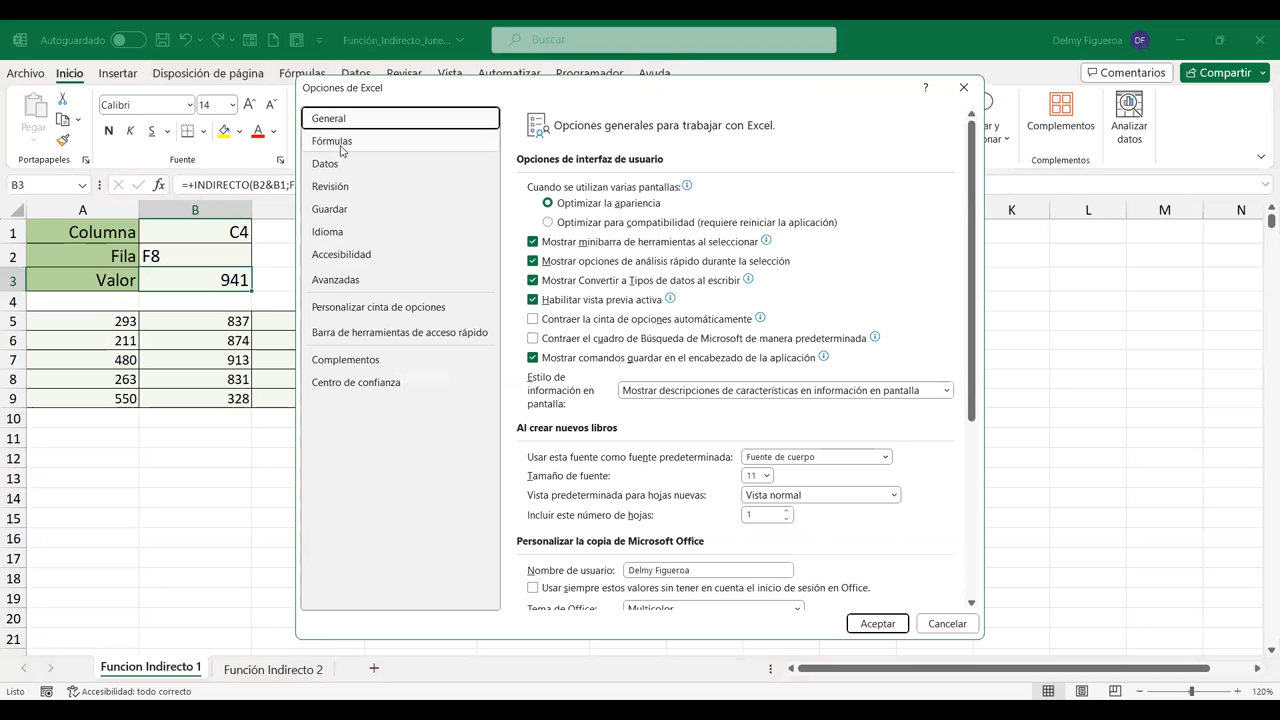 Autoguardado
Función_Indirecto_June...
Buscar
Delmy Figueroa
DF
Archivo Inicio Insertar Disposición de página Fórmulas Datos Revisar Vista Automatizar Programador Ayuda
Comentarios
Compartir
Pegar
Portapapeles
Calibri
14
N K S
Fuente
Complementos
Complementos
Analizar
datos
B3
fx
=+INDIRECTO(B2&B1;F
A B K L M N
1 Columna C4
2 Fila F8
3 Valor 941
4
5 293 837
6 211 874
7 480 913
8 263 831
9 550 328
10
11
12
13
14
15
16
17
18
19
20
21
Opciones de Excel
?
General
Fórmulas
Datos
Revisión
Guardar
Idioma
Accesibilidad
Avanzadas
Personalizar cinta de opciones
Barra de herramientas de acceso rápido
Complementos
Centro de confianza
Opciones generales para trabajar con Excel.
Opciones de interfaz de usuario
Cuando se utilizan varias pantallas:
Optimizar la apariencia
Optimizar para compatibilidad (requiere reiniciar la aplicación)
Mostrar minibarra de herramientas al seleccionar
Mostrar opciones de análisis rápido durante la selección
Mostrar Convertir a Tipos de datos al escribir
Habilitar vista previa activa
Contraer la cinta de opciones automáticamente
Contraer el cuadro de Búsqueda de Microsoft de manera predeterminada
Mostrar comandos guardar en el encabezado de la aplicación
Estilo de
información en
pantalla:
Mostrar descripciones de características en información en pantalla
Al crear nuevos libros
Usar esta fuente como fuente predeterminada: Fuente de cuerpo
Tamaño de fuente: 11
Vista predeterminada para hojas nuevas: Vista normal
Incluir este número de hojas: 1
Personalizar la copia de Microsoft Office
Nombre de usuario: Delmy Figueroa
Usar siempre estos valores sin tener en cuenta el inicio de sesión en Office.
Tema de Office: Multicolor
Aceptar
Cancelar
Funcion Indirecto 1
Función Indirecto 2
Listo
Accesibilidad: todo correcto
120%